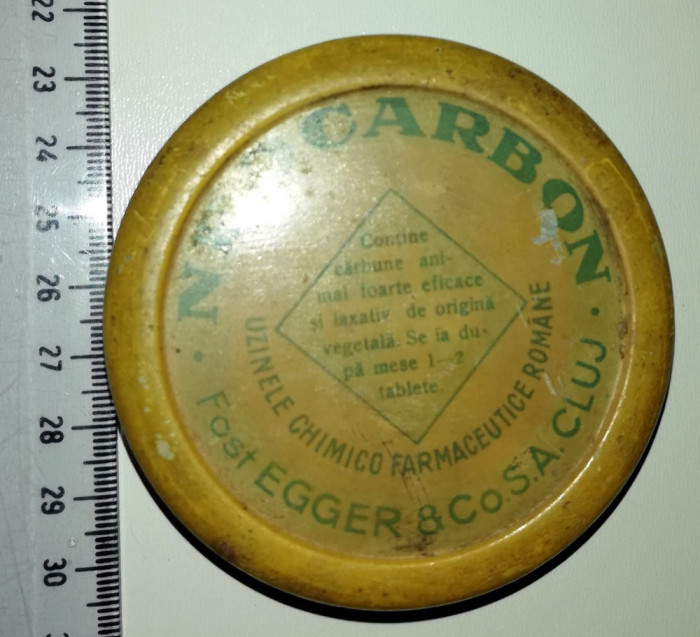 CARBON
Contine
cărbune ani-
mal foarte eficace
și laxativ de origină
vegetală. Se ia du-
pă mese 1—2
tablete.
UZINELE CHIMICO FARMACEUTICE ROMÂNE
Fost EGGER & Co. S.A. CLUJ
22
23
24
25
26
27
28
29
30